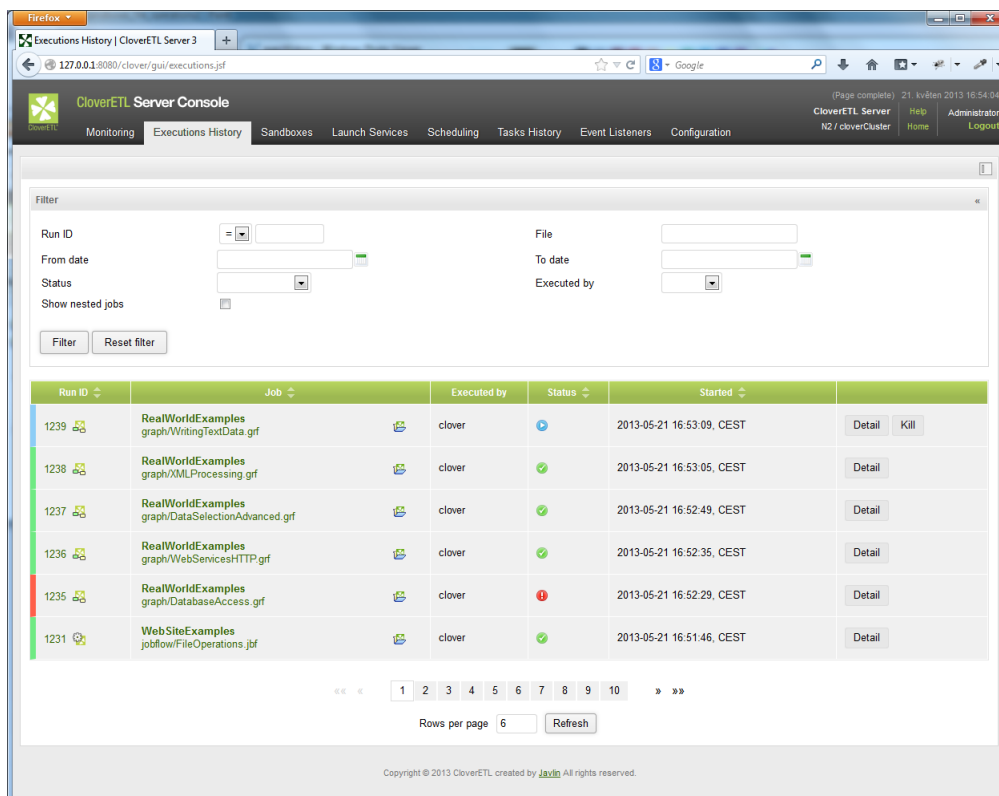 Firefox
Executions History | CloverETL Server 3
127.0.0.1:8080/clover/gui/executions.jsf
Google
(Page complete) 21. květen 2013 16:54:04
CloverETL Server Console
CloverETL Server Help Administrator
CloverETL
Monitoring Executions History Sandboxes Launch Services Scheduling Tasks History Event Listeners Configuration
N2 / cloverCluster Home Logout
Filter
Run ID = File
From date To date
Status Executed by
Show nested jobs
Filter Reset filter
Run ID Job Executed by Status Started
1239 RealWorldExamples clover 2013-05-21 16:53:09, CEST Detail Kill
graph/WritingTextData.grf
1238 RealWorldExamples clover 2013-05-21 16:53:05, CEST Detail
graph/XMLProcessing.grf
1237 RealWorldExamples clover 2013-05-21 16:52:49, CEST Detail
graph/DataSelectionAdvanced.grf
1236 RealWorldExamples clover 2013-05-21 16:52:35, CEST Detail
graph/WebServicesHTTP.grf
1235 RealWorldExamples clover 2013-05-21 16:52:29, CEST Detail
graph/DatabaseAccess.grf
1231 WebSiteExamples clover 2013-05-21 16:51:46, CEST Detail
jobflow/FileOperations.jbf
«« « 1 2 3 4 5 6 7 8 9 10 » »»
Rows per page 6 Refresh
Copyright © 2013 CloverETL created by Javlin All rights reserved.